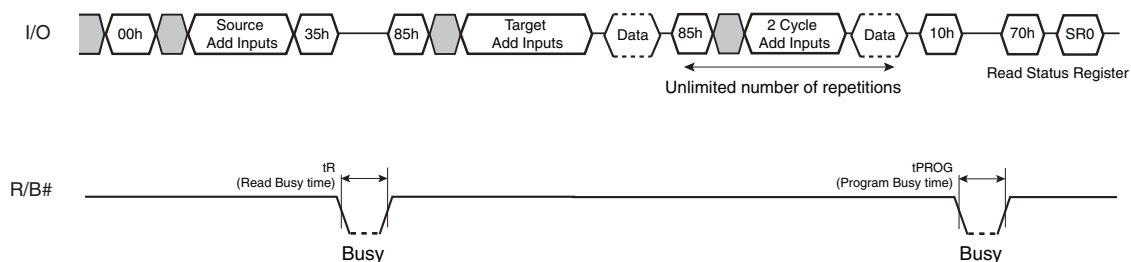 I/O
00h
Source
Add Inputs
35h
85h
Target
Add Inputs
Data
85h
2 Cycle
Add Inputs
Data
10h
70h
SR0
Unlimited number of repetitions
Read Status Register
R/B#
tR
(Read Busy time)
Busy
tPROG
(Program Busy time)
Busy